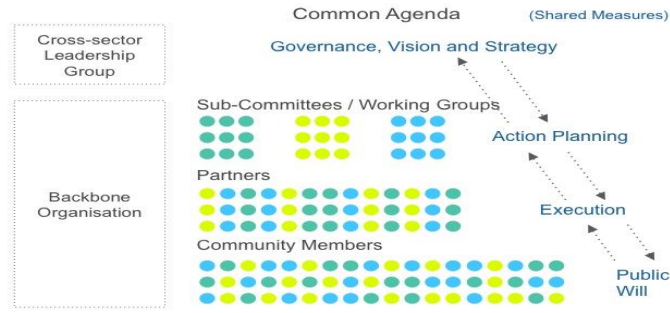 Common Agenda
(Shared Measures)
Cross-sector
Leadership
Group
Governance, Vision and Strategy
Sub-Committees / Working Groups
Action Planning
Backbone
Organisation
Partners
Execution
Community Members
Public
Will